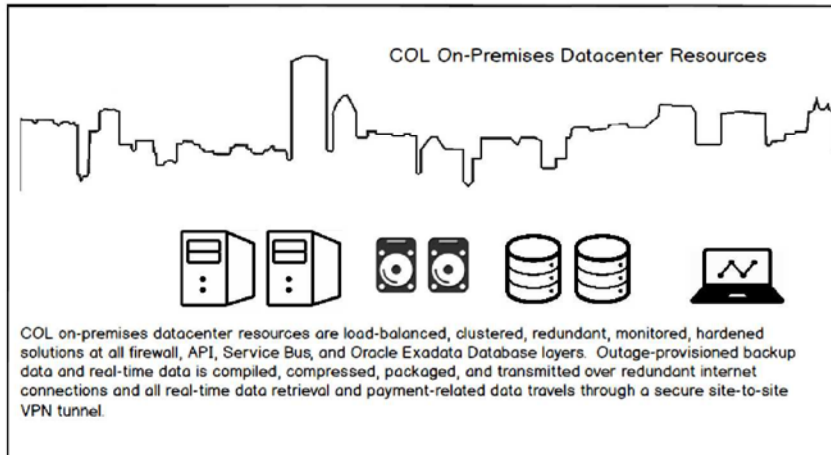 COL On-Premises Datacenter Resources
COL on-premises datacenter resources are load-balanced, clustered, redundant, monitored, hardened
solutions at all firewall, API, Service Bus, and Oracle Exadata Database layers.  Outage-provisioned backup
data and real-time data is compiled, compressed, packaged, and transmitted over redundant internet
connections and all real-time data retrieval and payment-related data travels through a secure site-to-site
VPN tunnel.